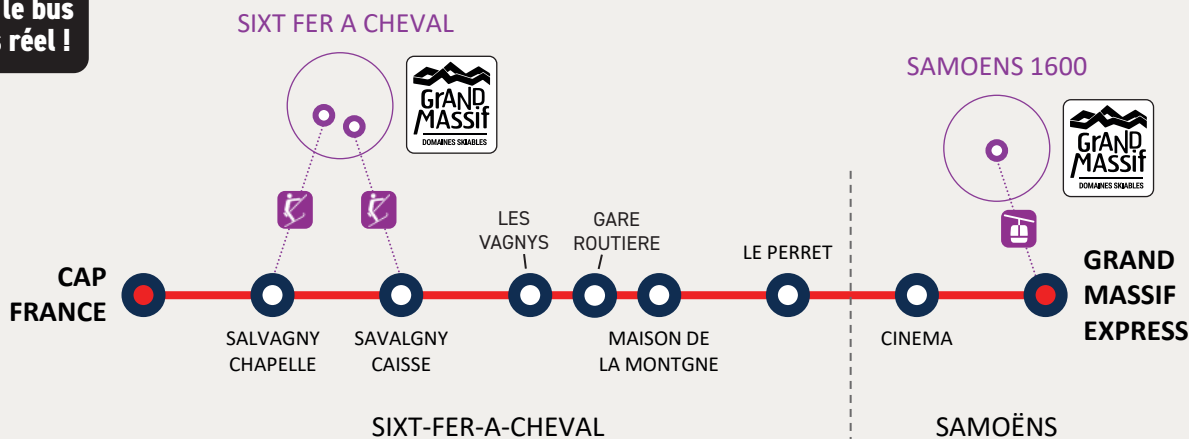 le bus
réel !
SIXT FER A CHEVAL
GRAND
MASSIF
DOMAINES SKIABLES
SAMOENS 1600
GRAND
MASSIF
DOMAINES SKIABLES
LES
VAGNYS
GARE
ROUTIERE
LE PERRET
CAP
FRANCE
GRAND
MASSIF
EXPRESS
SALVAGNY
CHAPELLE
SAVALGNY
CAISSE
MAISON DE
LA MONTGNE
CINEMA
SIXT-FER-A-CHEVAL
SAMOËNS